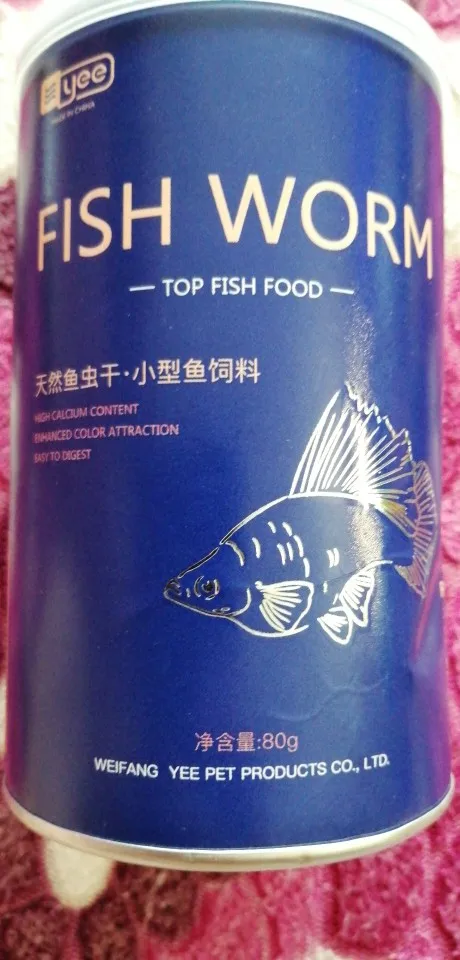 yee
MADE IN CHINA
FISH WORM
— TOP FISH FOOD —
天然鱼虫干·小型鱼饲料
HIGH CALCIUM CONTENT
ENHANCED COLOR ATTRACTION
EASY TO DIGEST
净含量:80g
WEIFANG YEE PET PRODUCTS CO., LTD.